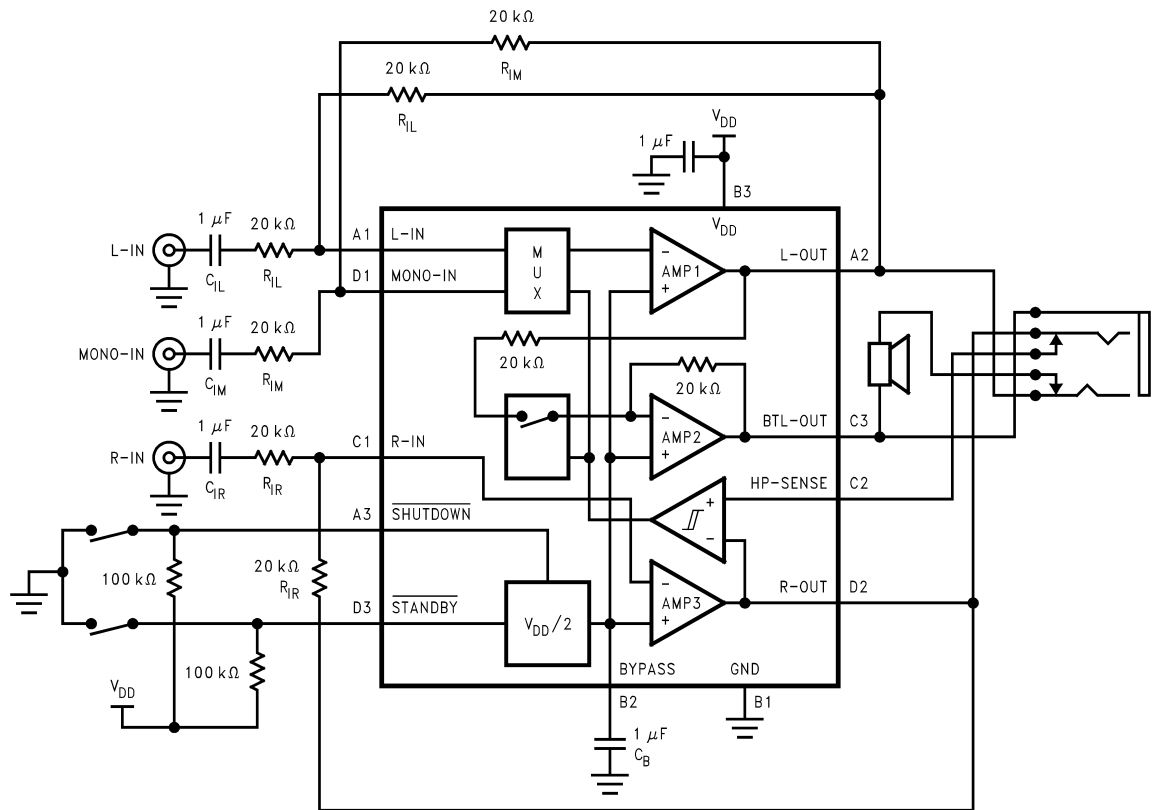 20 kΩ
R_IM
20 kΩ
R_IL
V_DD
1 μF
B3
V_DD
L-IN
1 μF
C_IL
20 kΩ
R_IL
A1 L-IN
D1 MONO-IN
MUX
−
AMP1
+
L-OUT A2
MONO-IN
1 μF
C_IM
20 kΩ
R_IM
20 kΩ
20 kΩ
−
AMP2
+
BTL-OUT C3
R-IN
1 μF
C_IR
20 kΩ
R_IR
C1 R-IN
HP-SENSE C2
+
−
A3 S̅H̅U̅T̅D̅O̅W̅N̅
100 kΩ
20 kΩ
R_IR
D3 S̅T̅A̅N̅D̅B̅Y̅
V_DD/2
−
AMP3
+
R-OUT D2
100 kΩ
V_DD
BYPASS
GND
B2
B1
1 μF
C_B